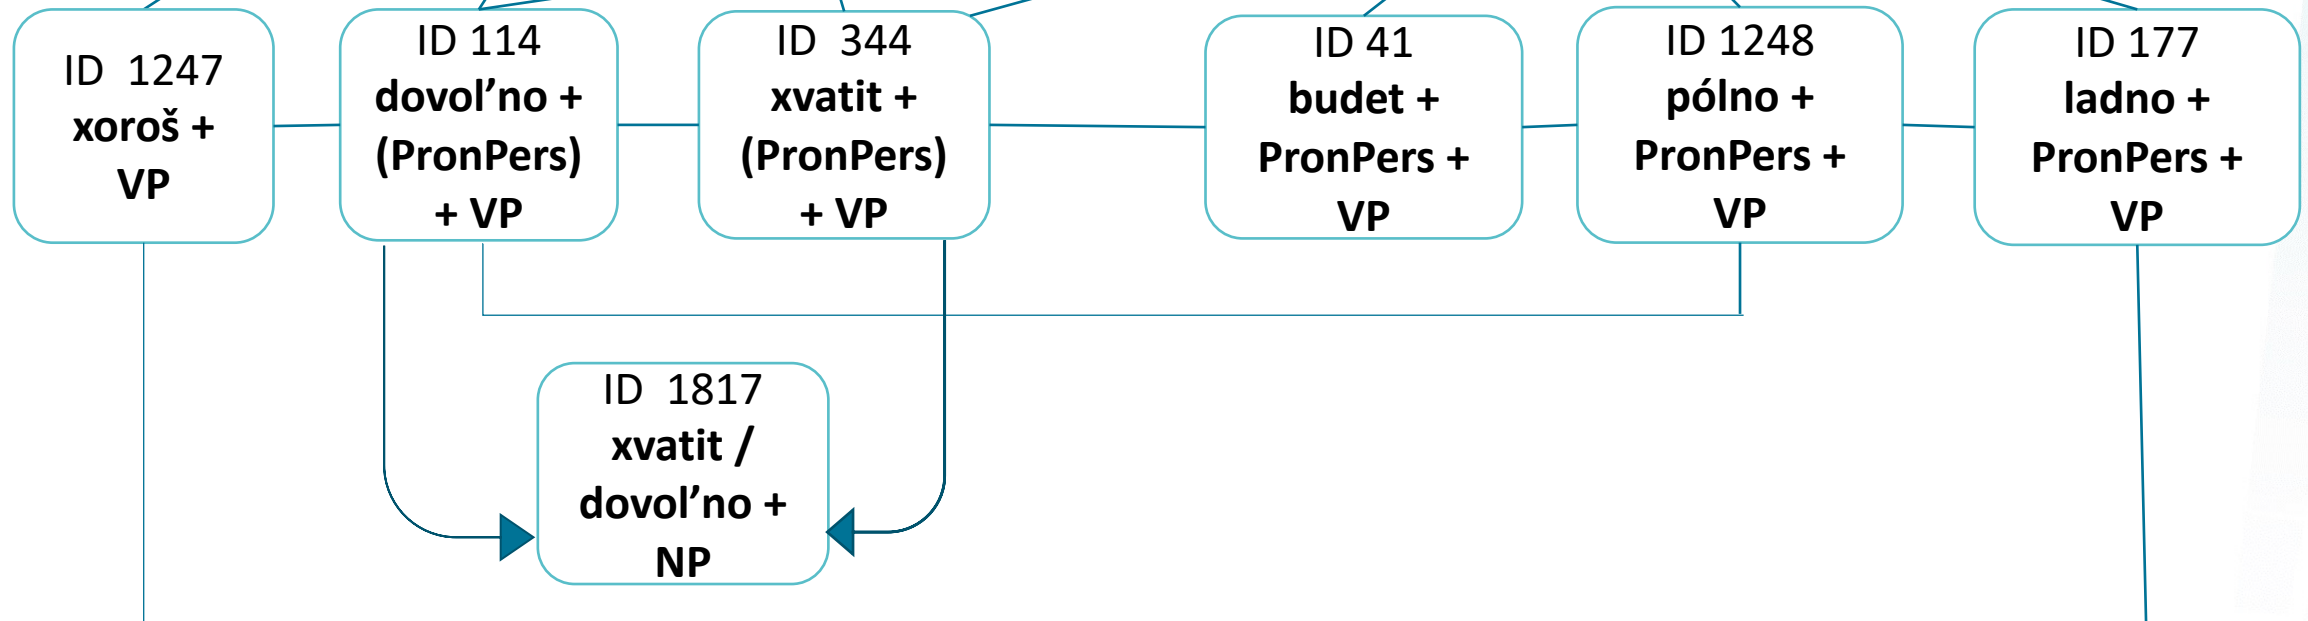 ID 1247
xoroš +
VP
ID 114
dovol’no +
(PronPers)
+ VP
ID 344
xvatit +
(PronPers)
+ VP
ID 41
budet +
PronPers +
VP
ID 1248
pólno +
PronPers +
VP
ID 177
ladno +
PronPers +
VP
ID 1817
xvatit /
dovol’no +
NP